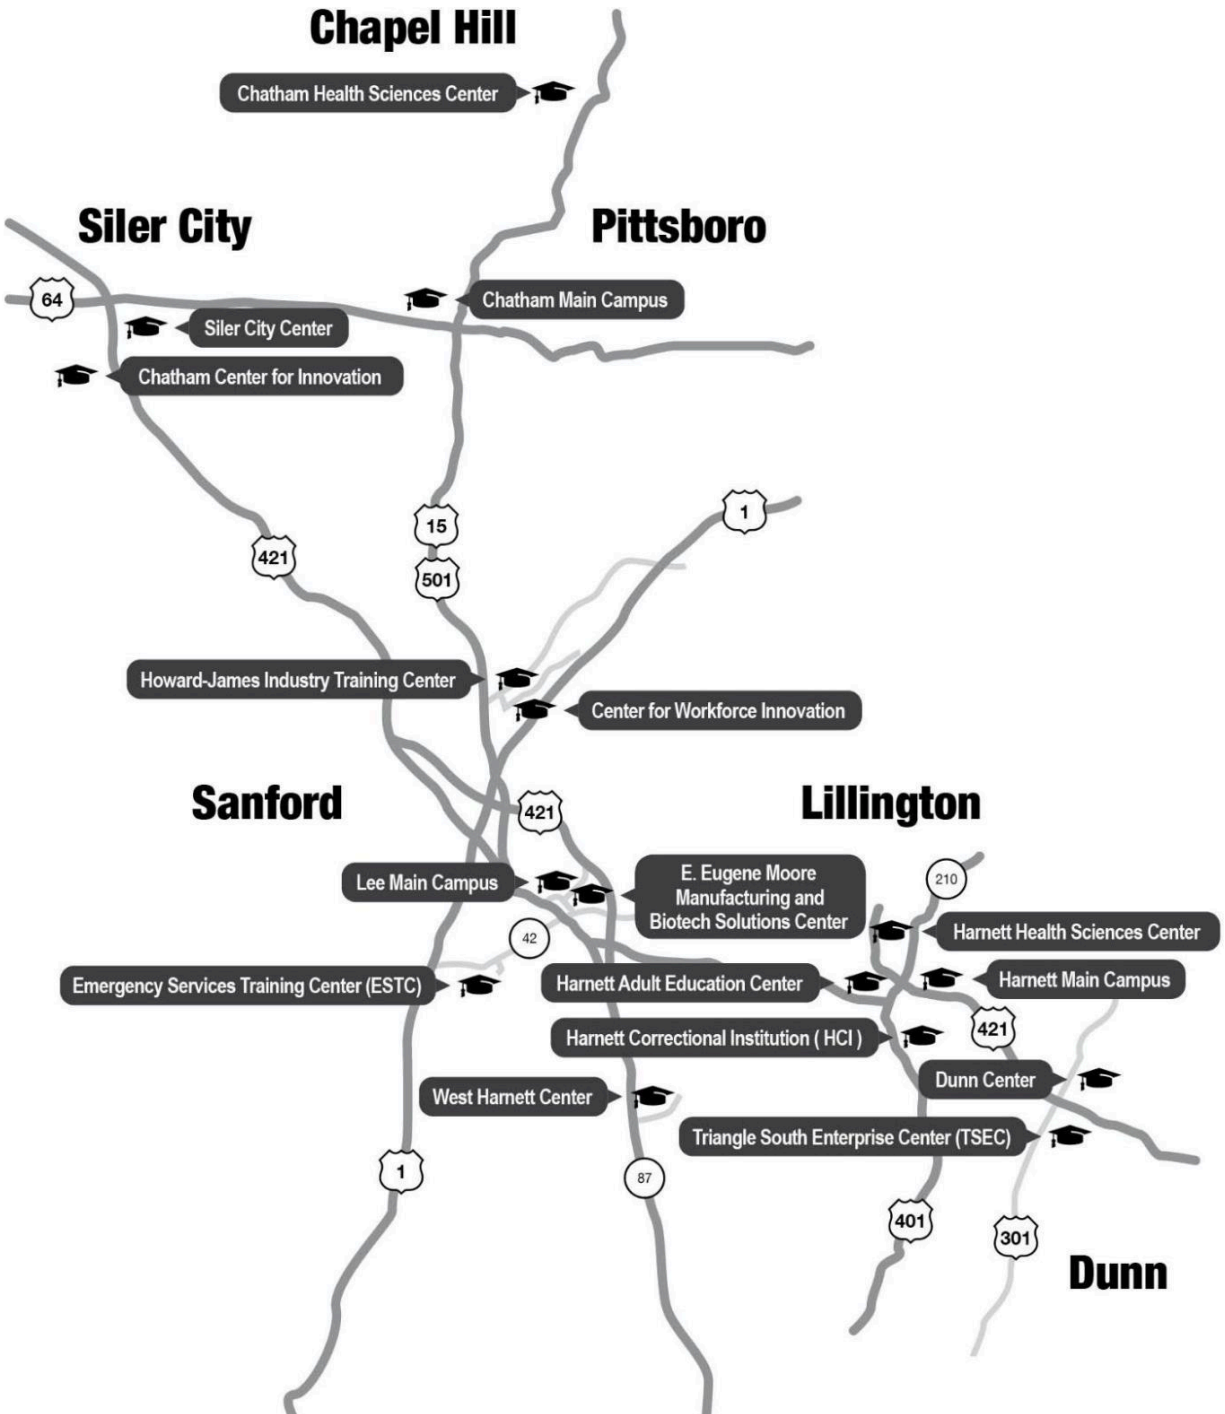 Chapel Hill
Chatham Health Sciences Center
Siler City
Pittsboro
64
Chatham Main Campus
Siler City Center
Chatham Center for Innovation
1
15
421
501
Howard-James Industry Training Center
Center for Workforce Innovation
Sanford
421
Lillington
E. Eugene Moore
Manufacturing and
Biotech Solutions Center
Lee Main Campus
210
42
Harnett Health Sciences Center
Emergency Services Training Center (ESTC)
Harnett Adult Education Center
Harnett Main Campus
421
Harnett Correctional Institution ( HCI )
Dunn Center
West Harnett Center
Triangle South Enterprise Center (TSEC)
1
87
401
301
Dunn